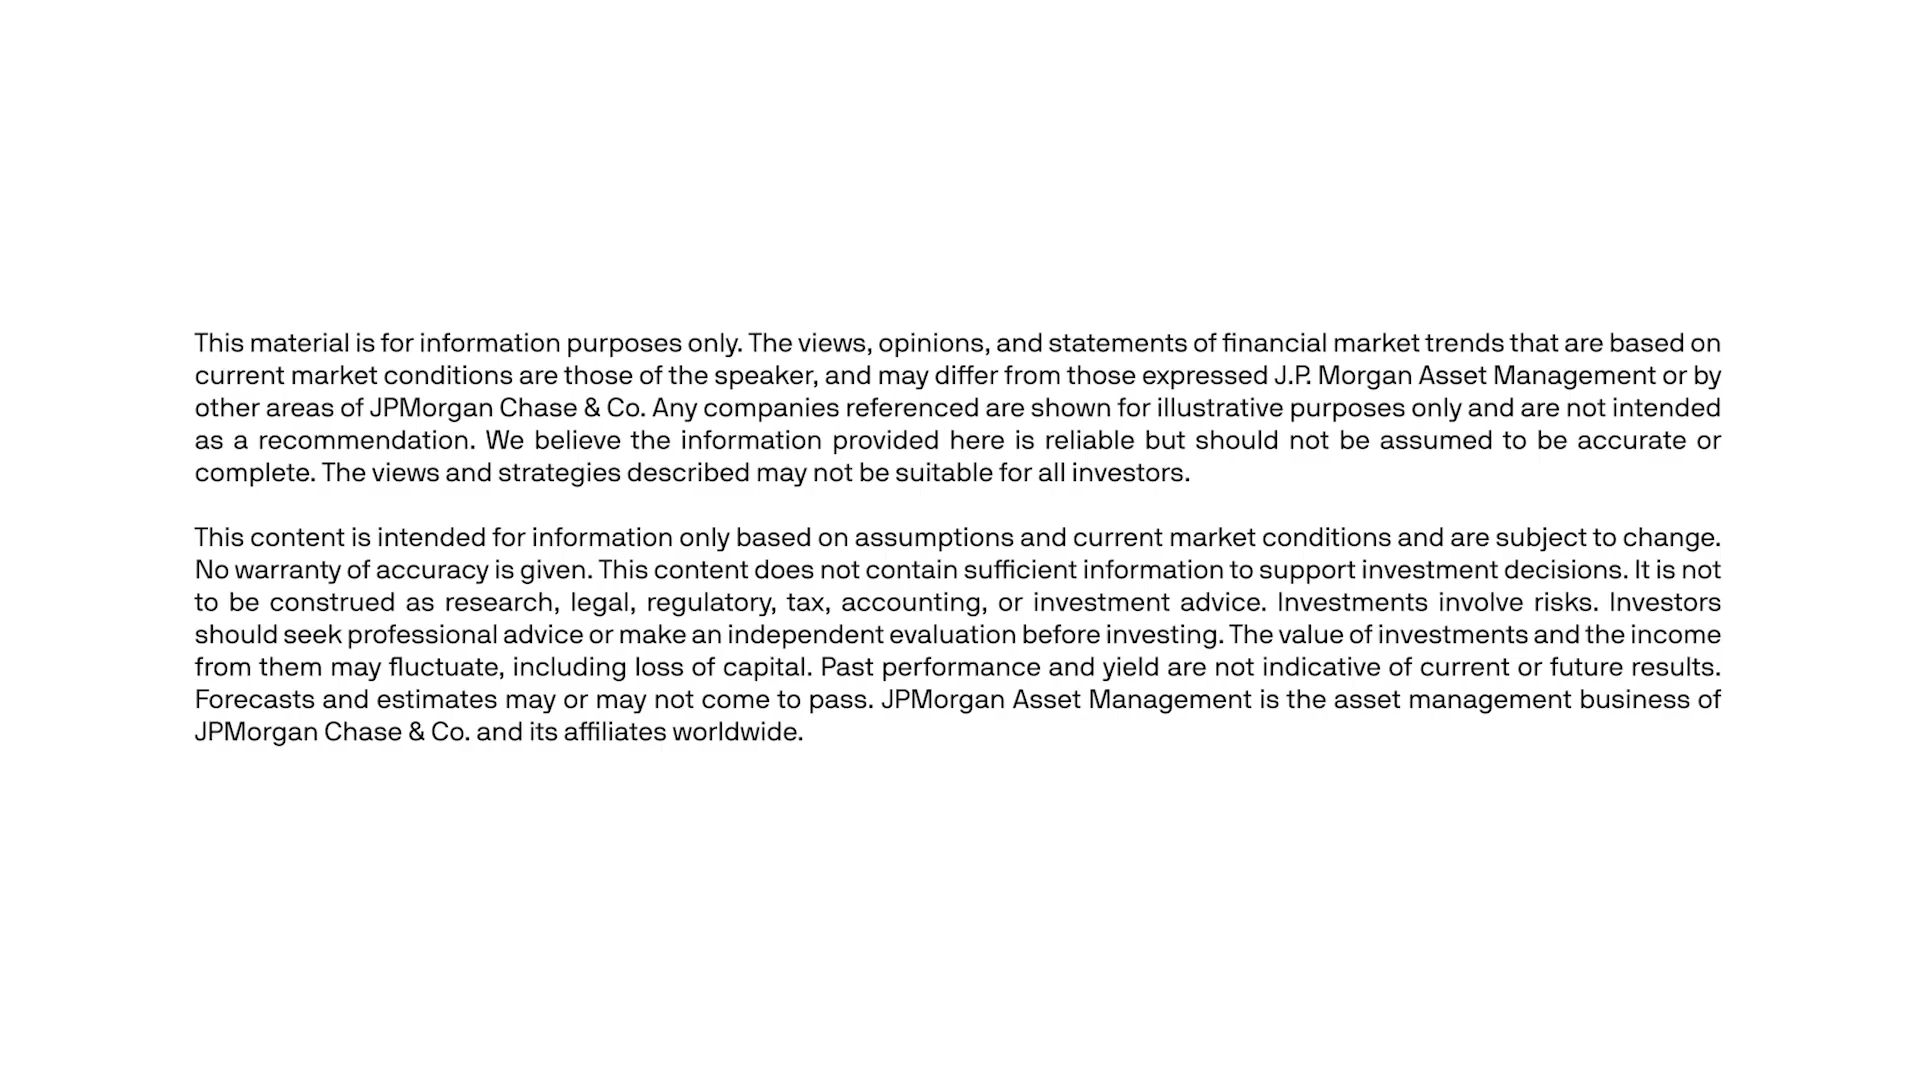 This material is for information purposes only. The views, opinions, and statements of financial market trends that are based on
current market conditions are those of the speaker, and may differ from those expressed J.P. Morgan Asset Management or by
other areas of JPMorgan Chase & Co. Any companies referenced are shown for illustrative purposes only and are not intended
as a recommendation. We believe the information provided here is reliable but should not be assumed to be accurate or
complete. The views and strategies described may not be suitable for all investors.
This content is intended for information only based on assumptions and current market conditions and are subject to change.
No warranty of accuracy is given. This content does not contain sufficient information to support investment decisions. It is not
to be construed as research, legal, regulatory, tax, accounting, or investment advice. Investments involve risks. Investors
should seek professional advice or make an independent evaluation before investing. The value of investments and the income
from them may fluctuate, including loss of capital. Past performance and yield are not indicative of current or future results.
Forecasts and estimates may or may not come to pass. JPMorgan Asset Management is the asset management business of
JPMorgan Chase & Co. and its affiliates worldwide.